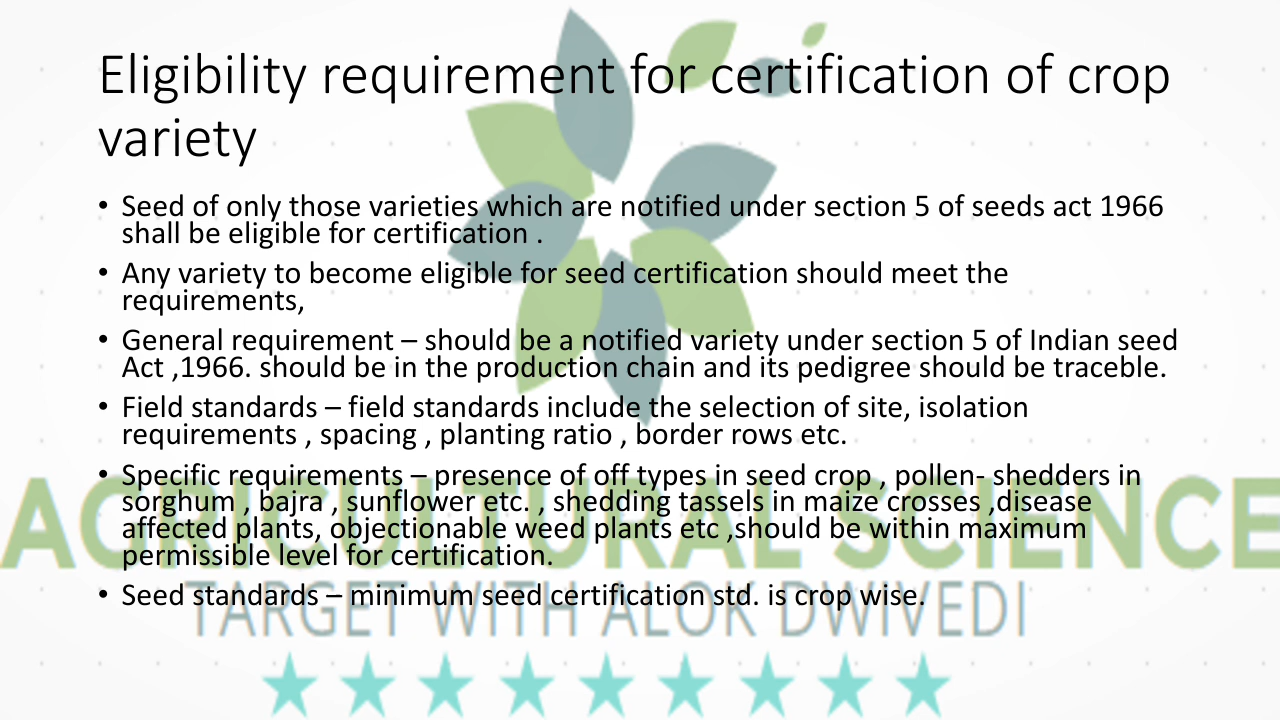 Eligibility requirement for certification of crop
variety
• Seed of only those varieties which are notified under section 5 of seeds act 1966
shall be eligible for certification .
• Any variety to become eligible for seed certification should meet the
requirements,
• General requirement – should be a notified variety under section 5 of Indian seed
Act ,1966. should be in the production chain and its pedigree should be traceble.
• Field standards – field standards include the selection of site, isolation
requirements , spacing , planting ratio , border rows etc.
• Specific requirements – presence of off types in seed crop , pollen- shedders in
sorghum , bajra , sunflower etc. , shedding tassels in maize crosses ,disease
affected plants, objectionable weed plants etc ,should be within maximum
permissible level for certification.
• Seed standards – minimum seed certification std. is crop wise.
AGRICULTURAL SCIENCE
TARGET WITH ALOK DWIVEDI